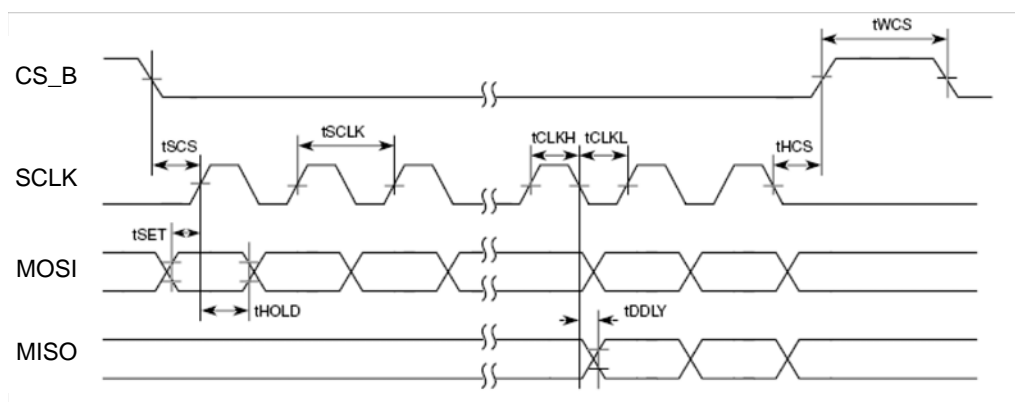 tWCS
CS_B
tSCS
tSCLK
tCLKH
tCLKL
tHCS
SCLK
tSET
MOSI
tHOLD
tDDLY
MISO